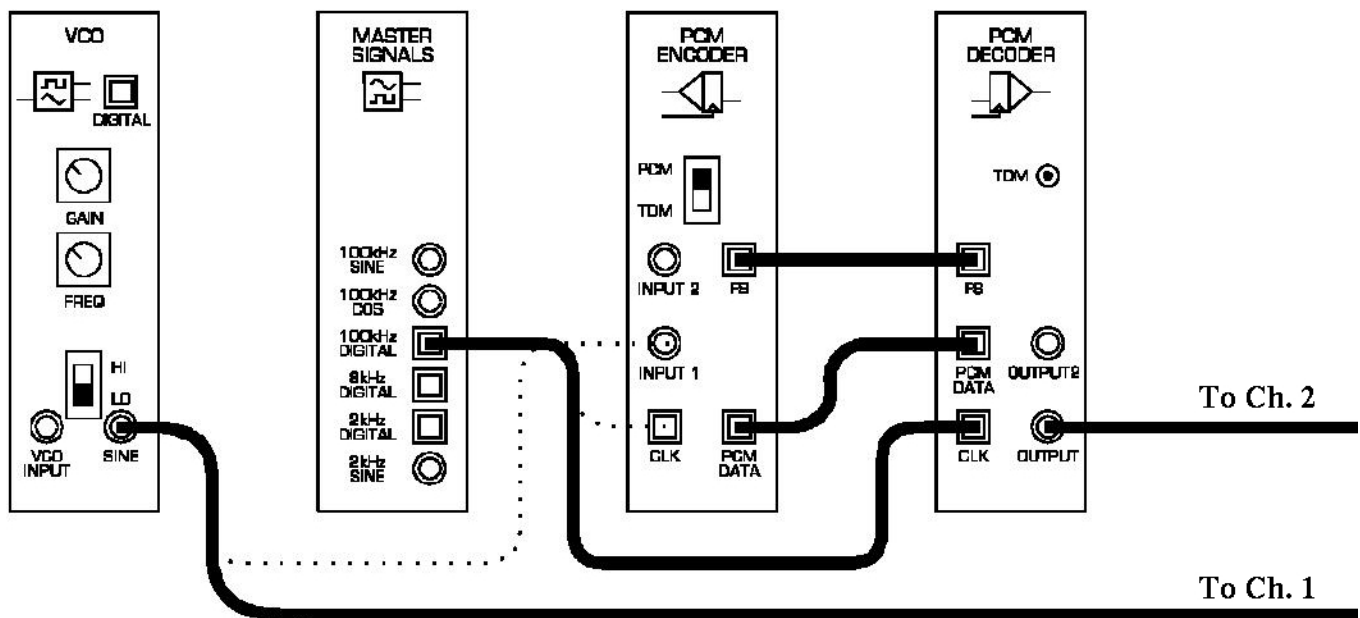 VCO
DIGITAL
GAIN
FREQ
HI
LO
VCO
INPUT
SINE
MASTER
SIGNALS
100kHz
SINE
100kHz
COS
100kHz
DIGITAL
8kHz
DIGITAL
2kHz
DIGITAL
2kHz
SINE
PCM
ENCODER
PCM
TDM
INPUT 2
FS
INPUT 1
CLK
PCM
DATA
PCM
DECODER
TDM
FS
PCM
DATA
OUTPUT2
CLK
OUTPUT
To Ch. 2
To Ch. 1